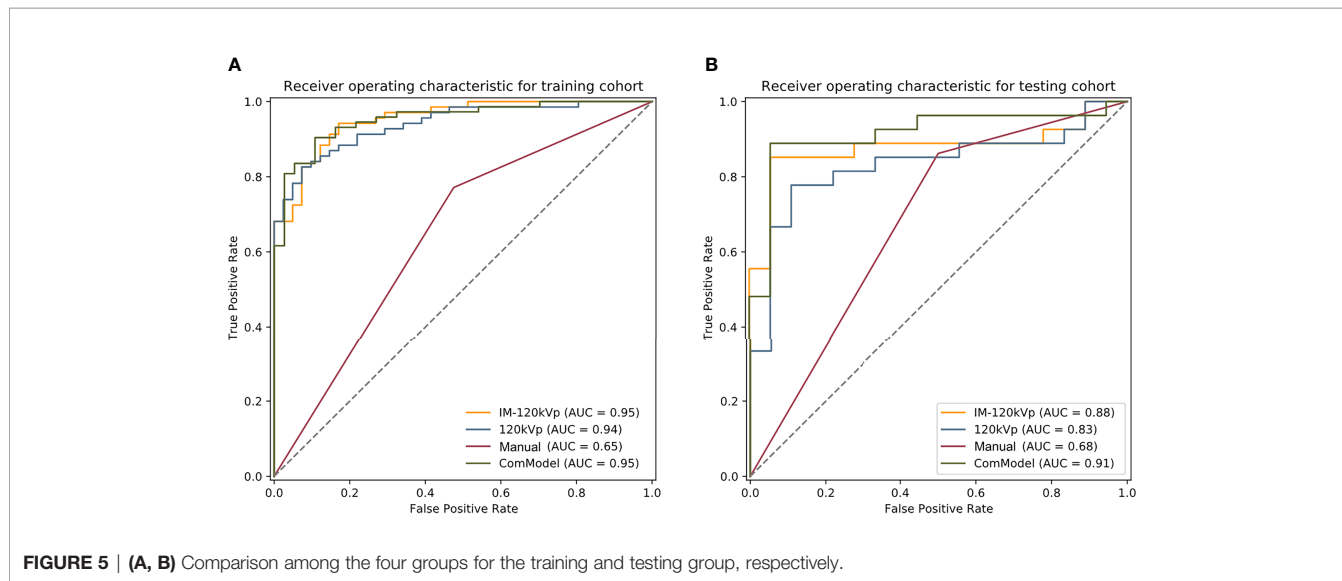 A
Receiver operating characteristic for training cohort
True Positive Rate
1.0
0.8
0.6
0.4
0.2
0.0
0.0 0.2 0.4 0.6 0.8 1.0
False Positive Rate
IM-120kVp (AUC = 0.95)
120kVp (AUC = 0.94)
Manual (AUC = 0.65)
ComModel (AUC = 0.95)
B
Receiver operating characteristic for testing cohort
True Positive Rate
1.0
0.8
0.6
0.4
0.2
0.0
0.0 0.2 0.4 0.6 0.8 1.0
False Positive Rate
IM-120kVp (AUC = 0.88)
120kVp (AUC = 0.83)
Manual (AUC = 0.68)
ComModel (AUC = 0.91)
FIGURE 5 | (A, B) Comparison among the four groups for the training and testing group, respectively.